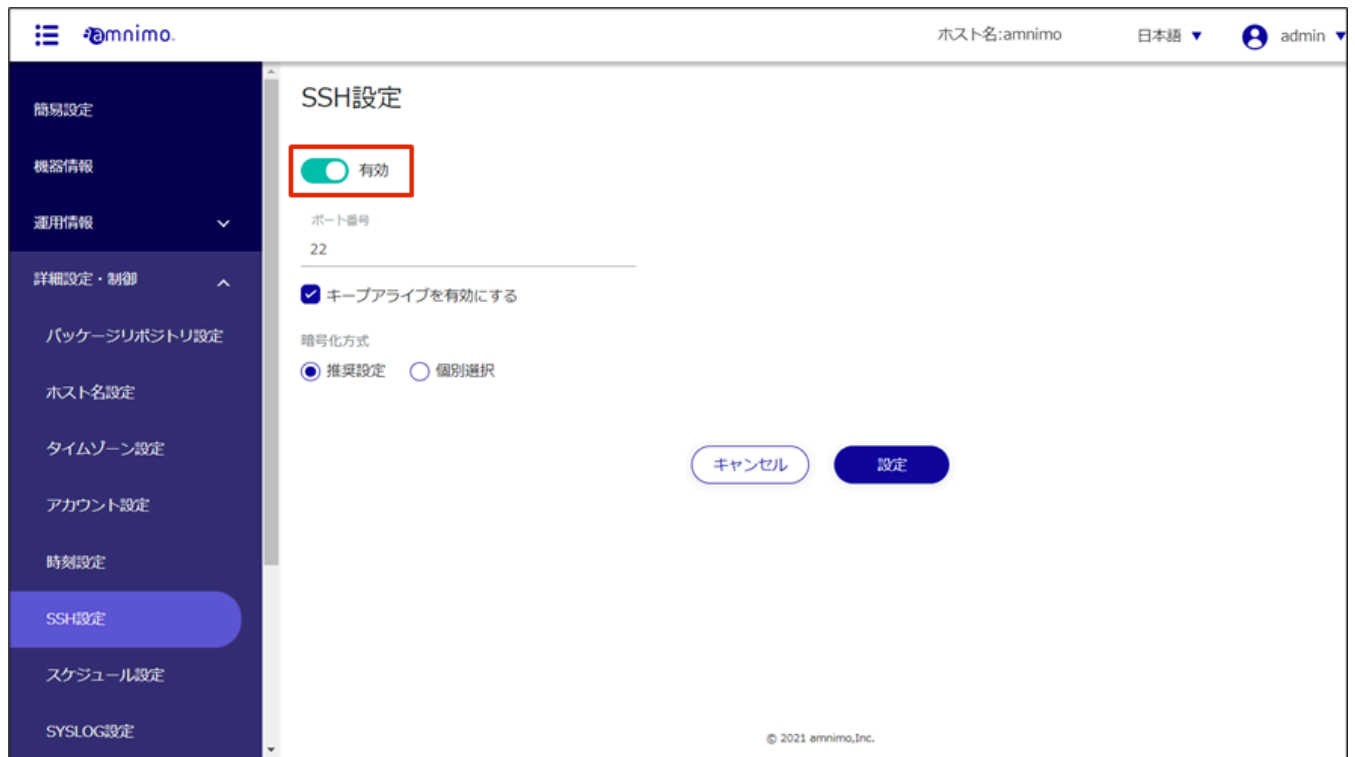 amnimo.
ホスト名:amnimo
日本語 ▼
admin ▼
簡易設定
機器情報
運用情報
詳細設定・制御
パッケージリポジトリ設定
ホスト名設定
タイムゾーン設定
アカウント設定
時刻設定
SSH設定
スケジュール設定
SYSLOG設定
SSH設定
有効
ポート番号
22
キープアライブを有効にする
暗号化方式
推奨設定 個別選択
キャンセル 設定
© 2021 amnimo,Inc.